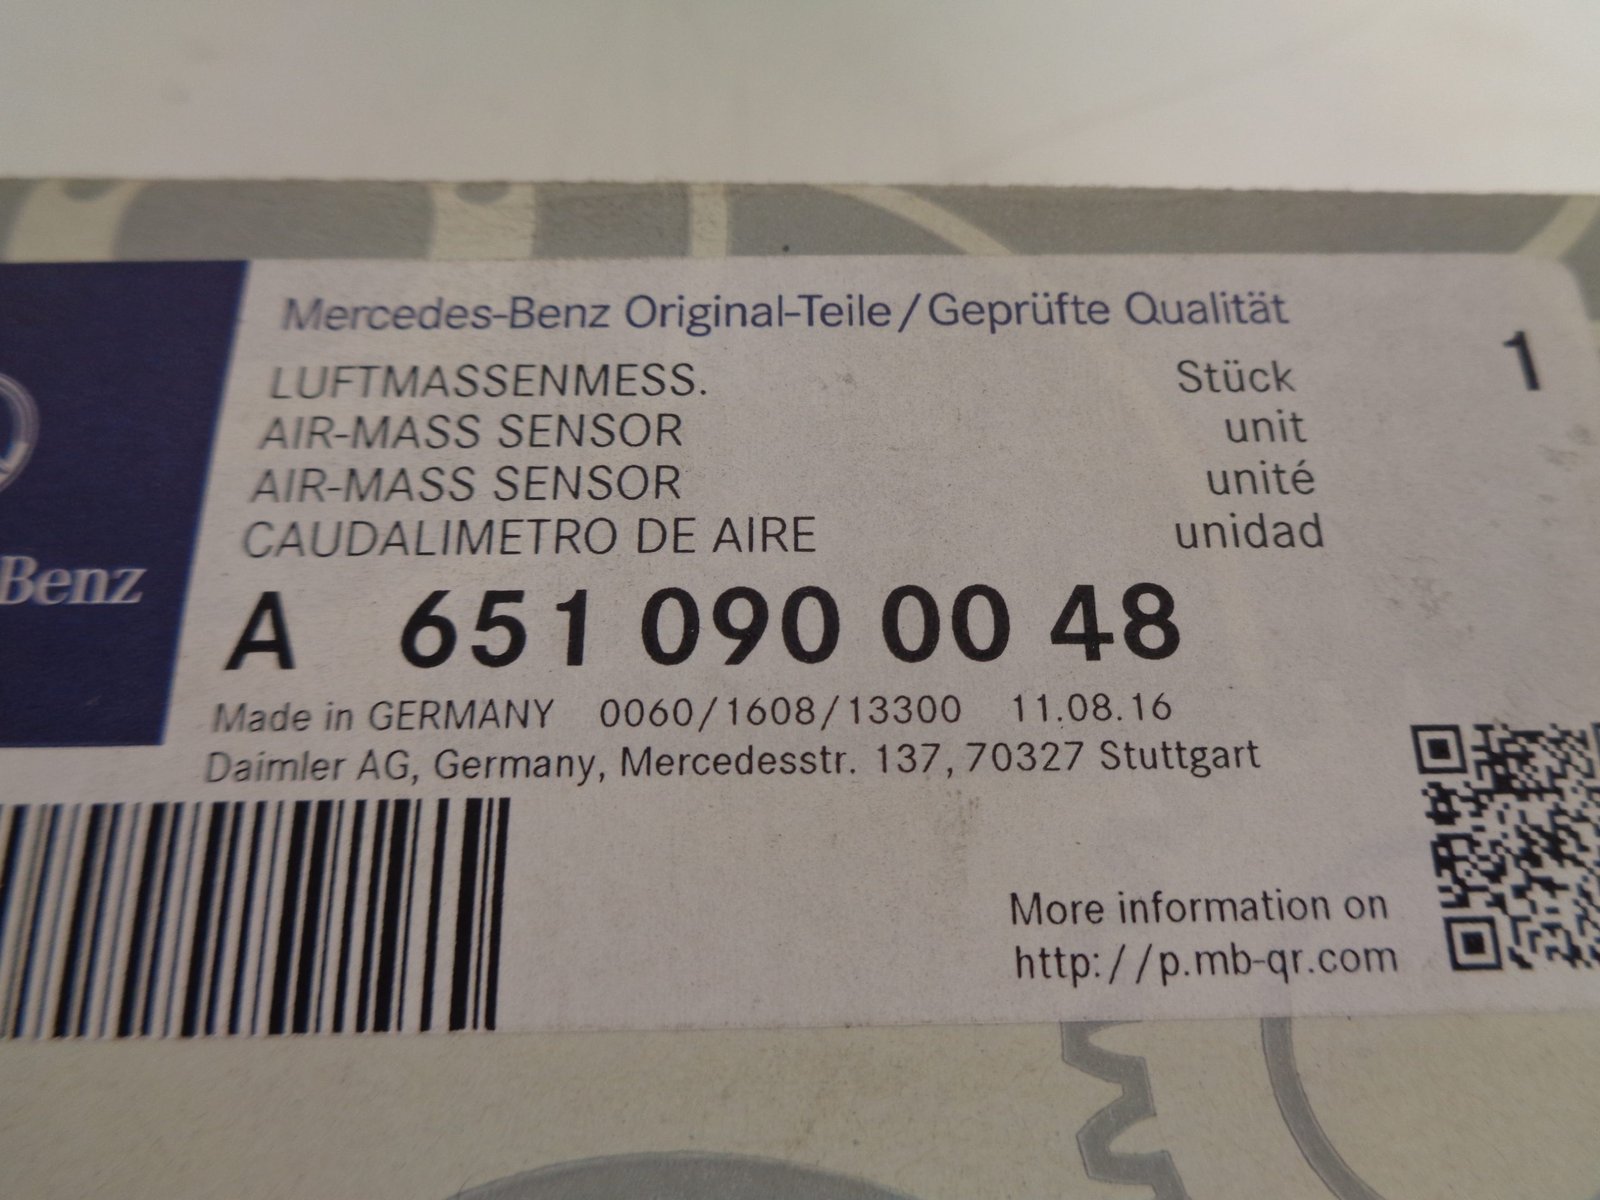 Mercedes-Benz Original-Teile/Geprüfte Qualität
LUFTMASSENMESS. Stück 1
AIR-MASS SENSOR unit
AIR-MASS SENSOR unité
CAUDALIMETRO DE AIRE unidad
Benz
A 651 090 00 48
Made in GERMANY 0060/1608/13300 11.08.16
Daimler AG, Germany, Mercedesstr. 137, 70327 Stuttgart
More information on
http://p.mb-qr.com